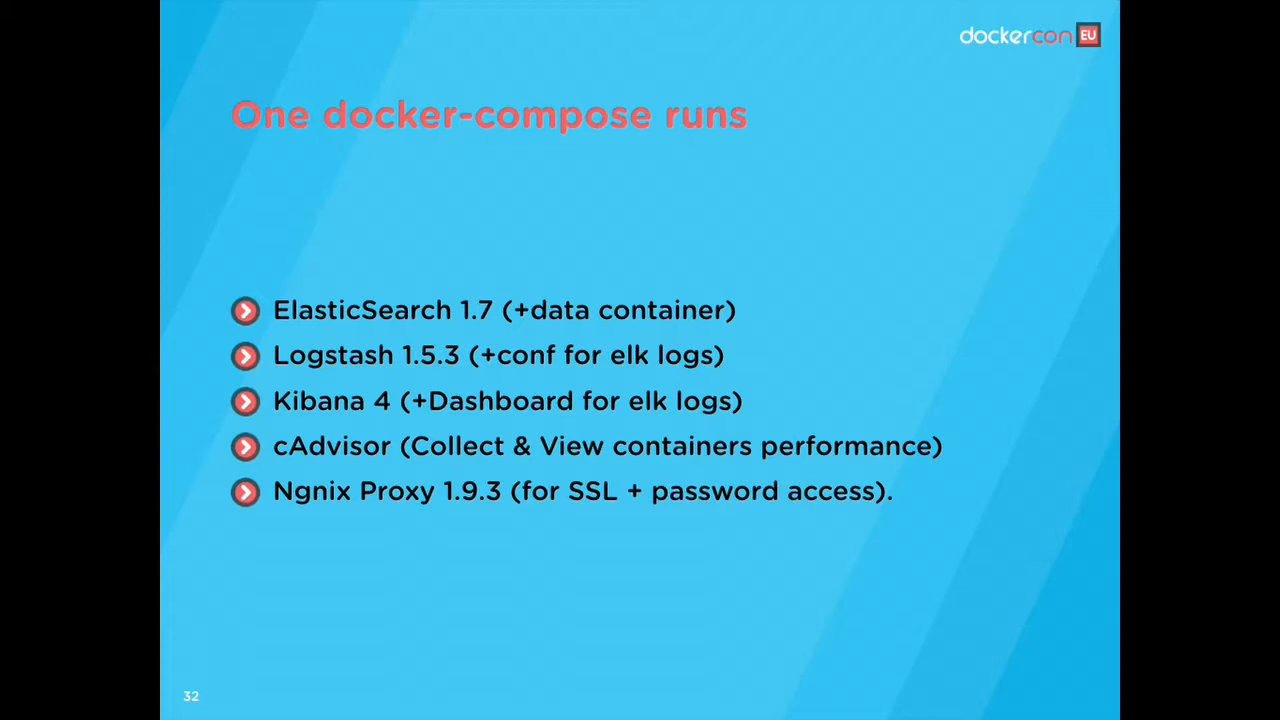 dockercon EU
One docker-compose runs
ElasticSearch 1.7 (+data container)
Logstash 1.5.3 (+conf for elk logs)
Kibana 4 (+Dashboard for elk logs)
cAdvisor (Collect & View containers performance)
Ngnix Proxy 1.9.3 (for SSL + password access).
32